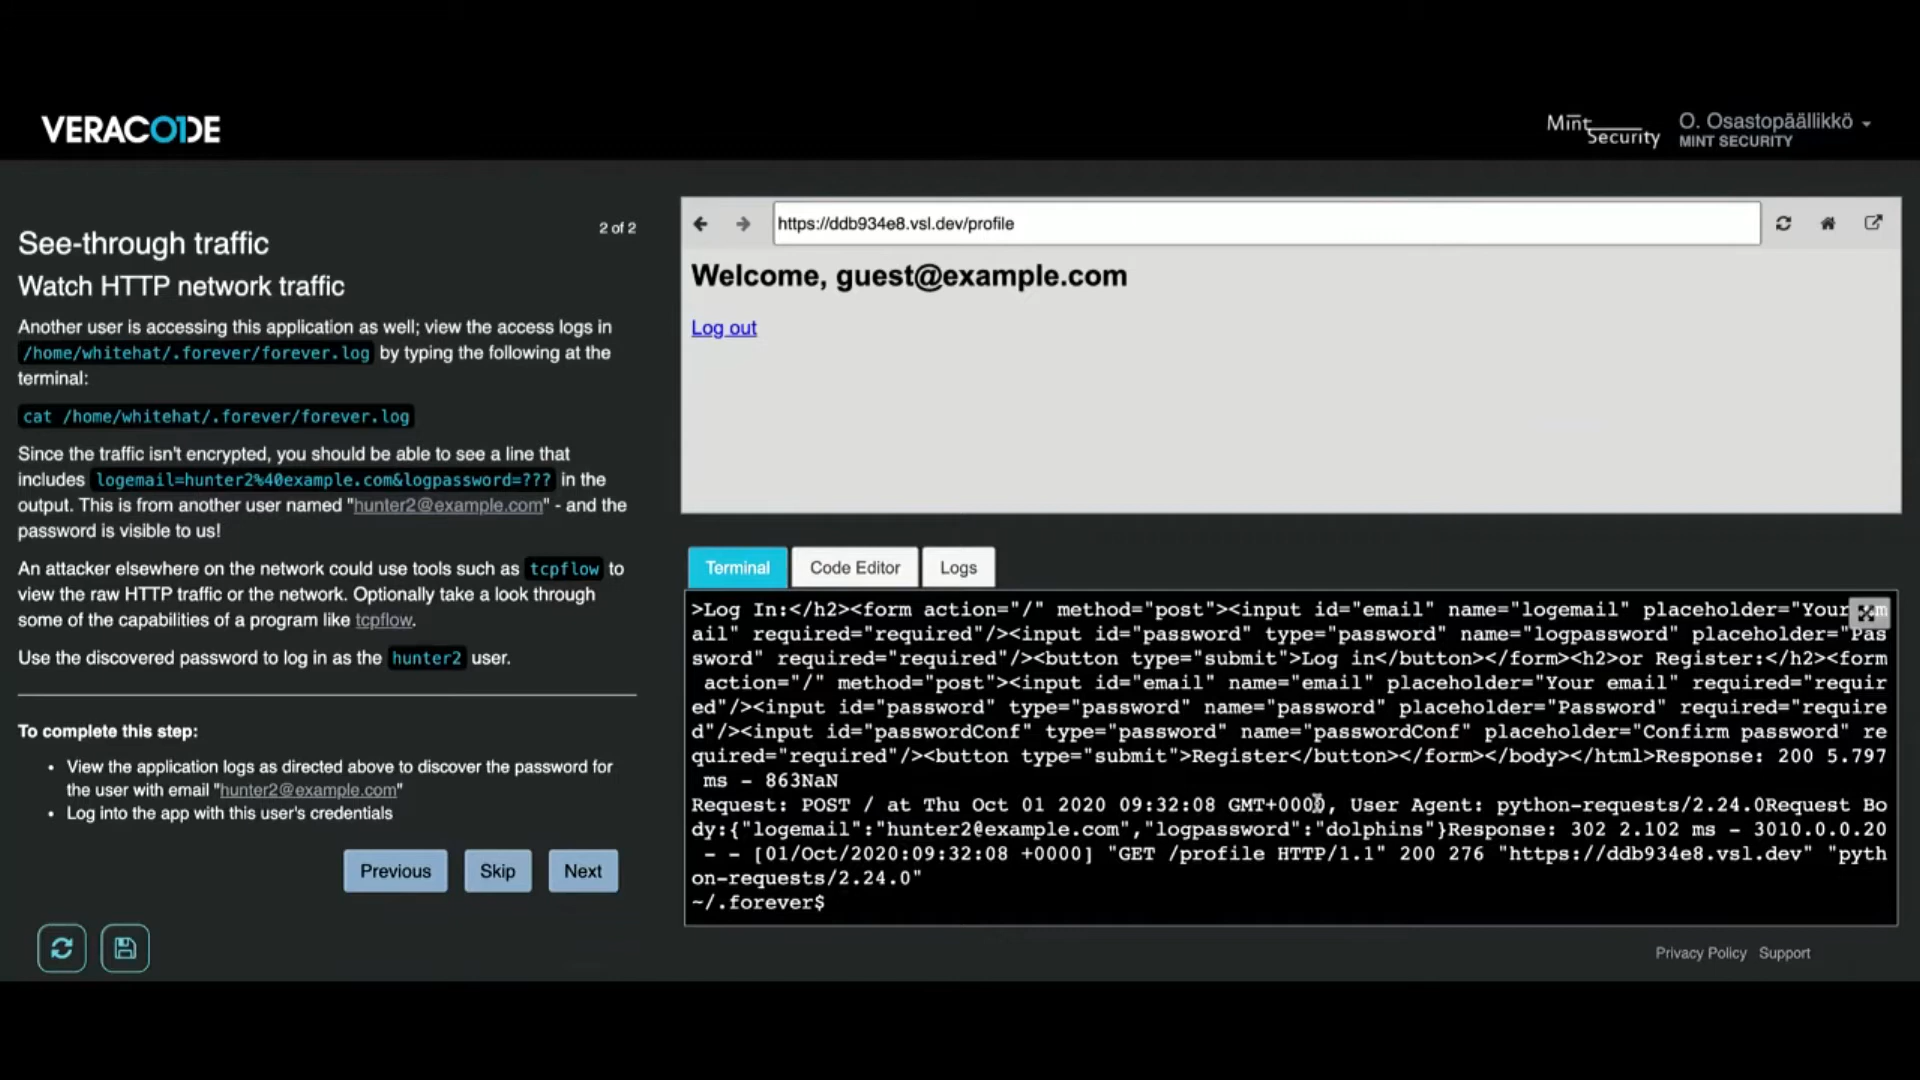 VERACODE
Mint Security
O. Osastopäällikkö
MINT SECURITY
See-through traffic
2 of 2
Watch HTTP network traffic
Another user is accessing this application as well; view the access logs in
/home/whitehat/.forever/forever.log by typing the following at the
terminal:
cat /home/whitehat/.forever/forever.log
Since the traffic isn't encrypted, you should be able to see a line that
includes logemail=hunter2%40example.com&logpassword=??? in the
output. This is from another user named "hunter2@example.com" - and the
password is visible to us!
An attacker elsewhere on the network could use tools such as tcpflow to
view the raw HTTP traffic or the network. Optionally take a look through
some of the capabilities of a program like tcpflow.
Use the discovered password to log in as the hunter2 user.
To complete this step:
• View the application logs as directed above to discover the password for
the user with email "hunter2@example.com"
• Log into the app with this user's credentials
Previous
Skip
Next
https://ddb934e8.vsl.dev/profile
Welcome, guest@example.com
Log out
Terminal
Code Editor
Logs
>Log In:</h2><form action="/" method="post"><input id="email" name="logemail" placeholder="Your em
ail" required="required"/><input id="password" type="password" name="logpassword" placeholder="Pas
sword" required="required"/><button type="submit">Log in</button></form><h2>or Register:</h2><form
action="/" method="post"><input id="email" name="email" placeholder="Your email" required="requir
ed"/><input id="password" type="password" name="password" placeholder="Password" required="require
d"/><input id="passwordConf" type="password" name="passwordConf" placeholder="Confirm password" re
quired="required"/><button type="submit">Register</button></form></body></html>Response: 200 5.797
ms - 863NaN
Request: POST / at Thu Oct 01 2020 09:32:08 GMT+0000, User Agent: python-requests/2.24.0Request Bo
dy:{"logemail":"hunter2@example.com","logpassword":"dolphins"}Response: 302 2.102 ms - 3010.0.0.20
- - [01/Oct/2020:09:32:08 +0000] "GET /profile HTTP/1.1" 200 276 "https://ddb934e8.vsl.dev" "pyth
on-requests/2.24.0"
~/.forever$
Privacy Policy
Support